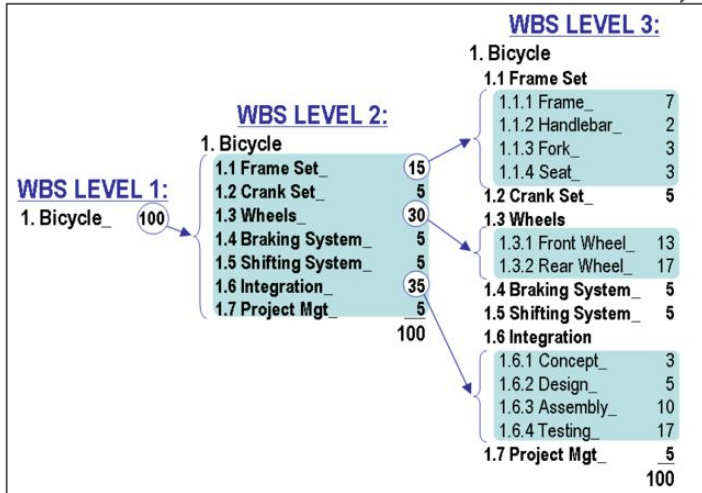 WBS LEVEL 1:
1. Bicycle_ 100
WBS LEVEL 2:
1. Bicycle
1.1 Frame Set_ 15
1.2 Crank Set_ 5
1.3 Wheels_ 30
1.4 Braking System_ 5
1.5 Shifting System_ 5
1.6 Integration_ 35
1.7 Project Mgt_ 5
100
WBS LEVEL 3:
1. Bicycle
1.1 Frame Set
1.1.1 Frame_ 7
1.1.2 Handlebar_ 2
1.1.3 Fork_ 3
1.1.4 Seat_ 3
1.2 Crank Set_ 5
1.3 Wheels
1.3.1 Front Wheel_ 13
1.3.2 Rear Wheel_ 17
1.4 Braking System_ 5
1.5 Shifting System_ 5
1.6 Integration
1.6.1 Concept_ 3
1.6.2 Design_ 5
1.6.3 Assembly_ 10
1.6.4 Testing_ 17
1.7 Project Mgt_ 5
100